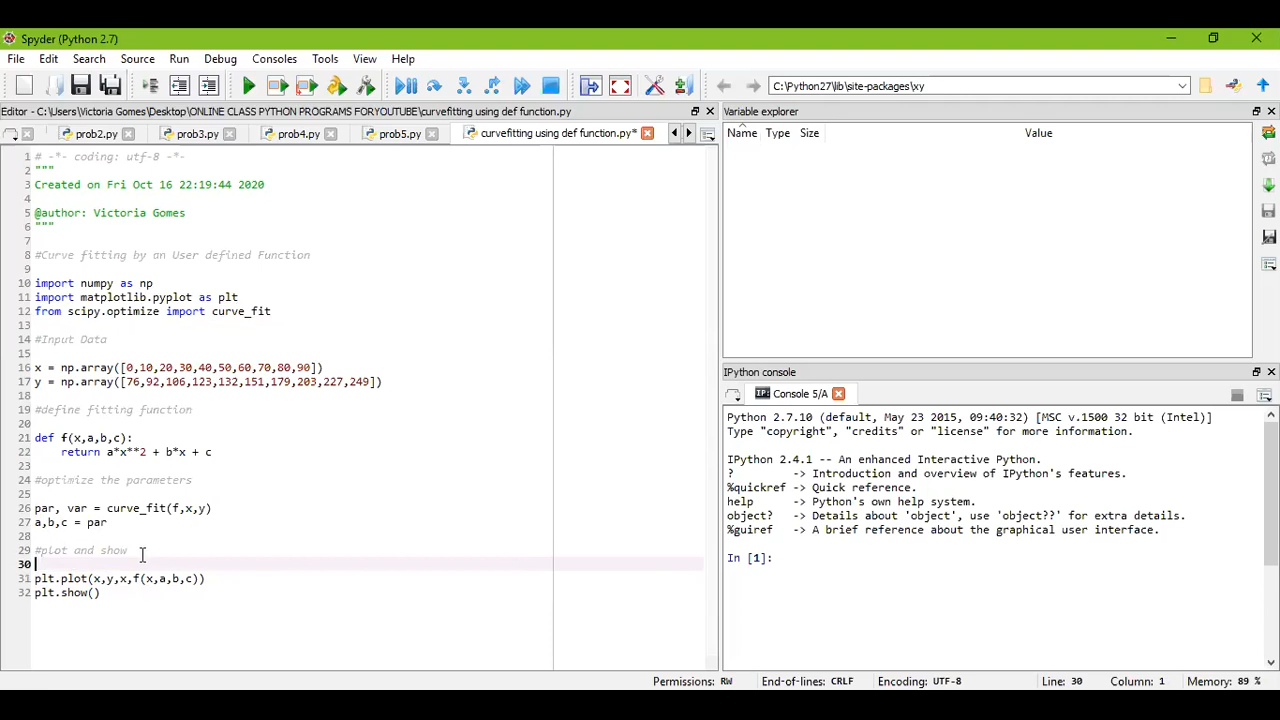 Spyder (Python 2.7)
File Edit Search Source Run Debug Consoles Tools View Help
C:\Python27\lib\site-packages\xy
Editor - C:\Users\Victoria Gomes\Desktop\ONLINE CLASS PYTHON PROGRAMS FORYOUTUBE\curvefitting using def function.py
prob2.py prob3.py prob4.py prob5.py curvefitting using def function.py*
1 # -*- coding: utf-8 -*-
2 """
3 Created on Fri Oct 16 22:19:44 2020
4
5 @author: Victoria Gomes
6 """
7
8 #Curve fitting by an User defined Function
9
10 import numpy as np
11 import matplotlib.pyplot as plt
12 from scipy.optimize import curve_fit
13
14 #Input Data
15
16 x = np.array([0,10,20,30,40,50,60,70,80,90])
17 y = np.array([76,92,106,123,132,151,179,203,227,249])
18
19 #define fitting function
20
21 def f(x,a,b,c):
22     return a*x**2 + b*x + c
23
24 #optimize the parameters
25
26 par, var = curve_fit(f,x,y)
27 a,b,c = par
28
29 #plot and show
30
31 plt.plot(x,y,x,f(x,a,b,c))
32 plt.show()
Variable explorer
Name Type Size Value
IPython console
IP: Console 5/A
Python 2.7.10 (default, May 23 2015, 09:40:32) [MSC v.1500 32 bit (Intel)]
Type "copyright", "credits" or "license" for more information.
IPython 2.4.1 -- An enhanced Interactive Python.
? -> Introduction and overview of IPython's features.
%quickref -> Quick reference.
help -> Python's own help system.
object? -> Details about 'object', use 'object??' for extra details.
%guiref -> A brief reference about the graphical user interface.
In [1]:
Permissions: RW End-of-lines: CRLF Encoding: UTF-8 Line: 30 Column: 1 Memory: 89 %